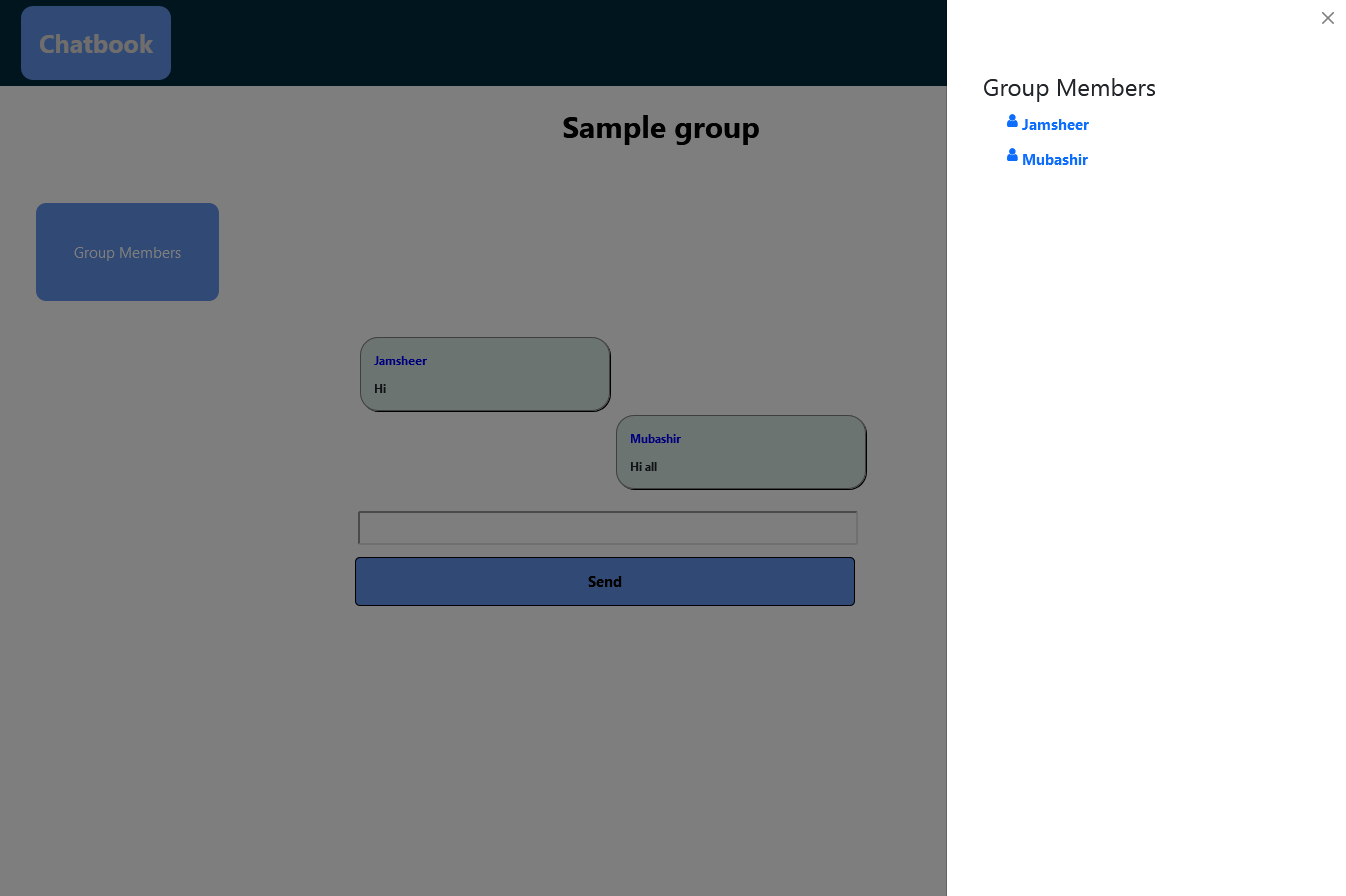 Chatbook
Sample group
Group Members
Jamsheer
Hi
Mubashir
Hi all
Send
Group Members
Jamsheer
Mubashir